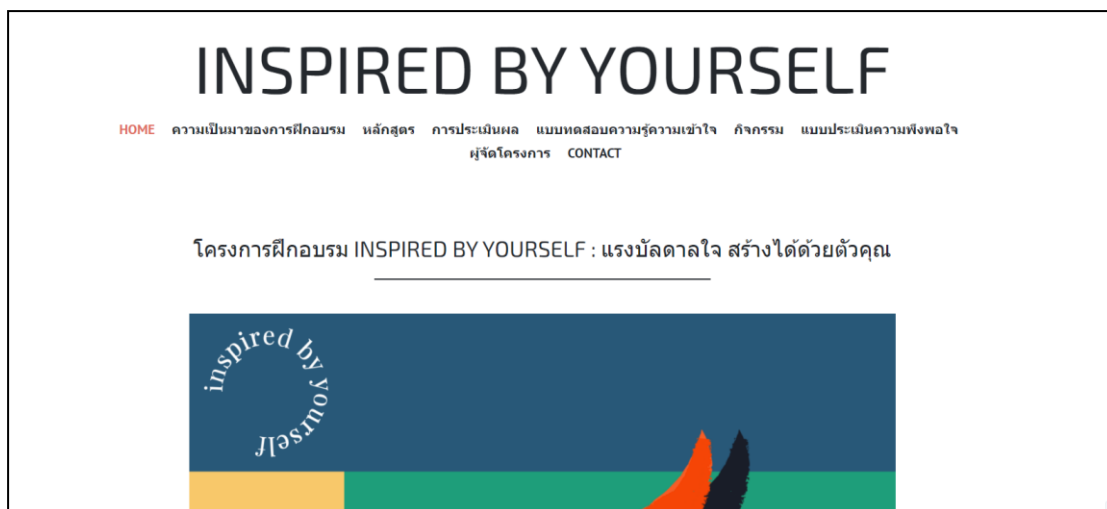 INSPIRED BY YOURSELF
HOME ความเป็นมาของการฝึกอบรม หลักสูตร การประเมินผล แบบทดสอบความรู้ความเข้าใจ กิจกรรม แบบประเมินความพึงพอใจ
ผู้จัดโครงการ CONTACT
โครงการฝึกอบรม INSPIRED BY YOURSELF : แรงบัลดาลใจ สร้างได้ด้วยตัวคุณ
inspired by yourself